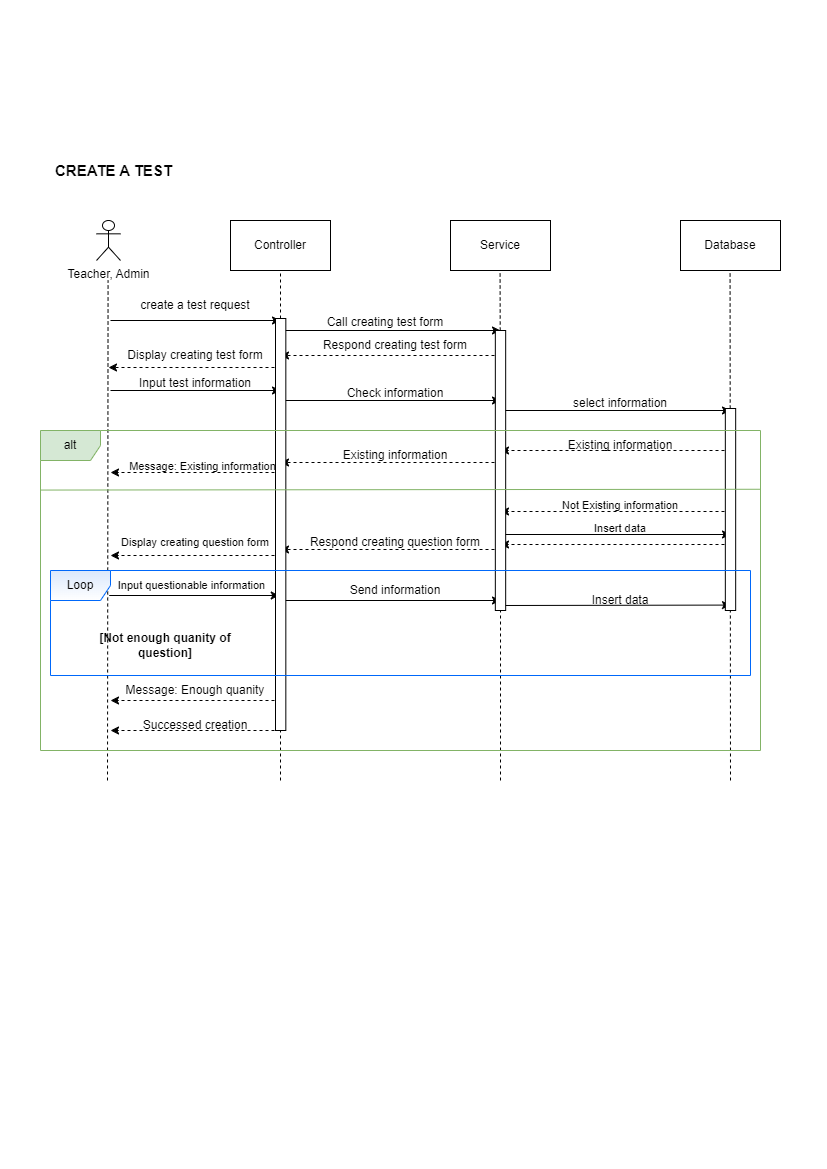 CREATE A TEST
Teacher, Admin
Controller
Service
Database
create a test request
Call creating test form
Respond creating test form
Display creating test form
Input test information
Check information
select information
alt
Existing information
Existing information
Message: Existing information
Not Existing information
Insert data
Respond creating question form
Display creating question form
Loop
Input questionable information
Send information
Insert data
[Not enough quanity of
question]
Message: Enough quanity
Successed creation